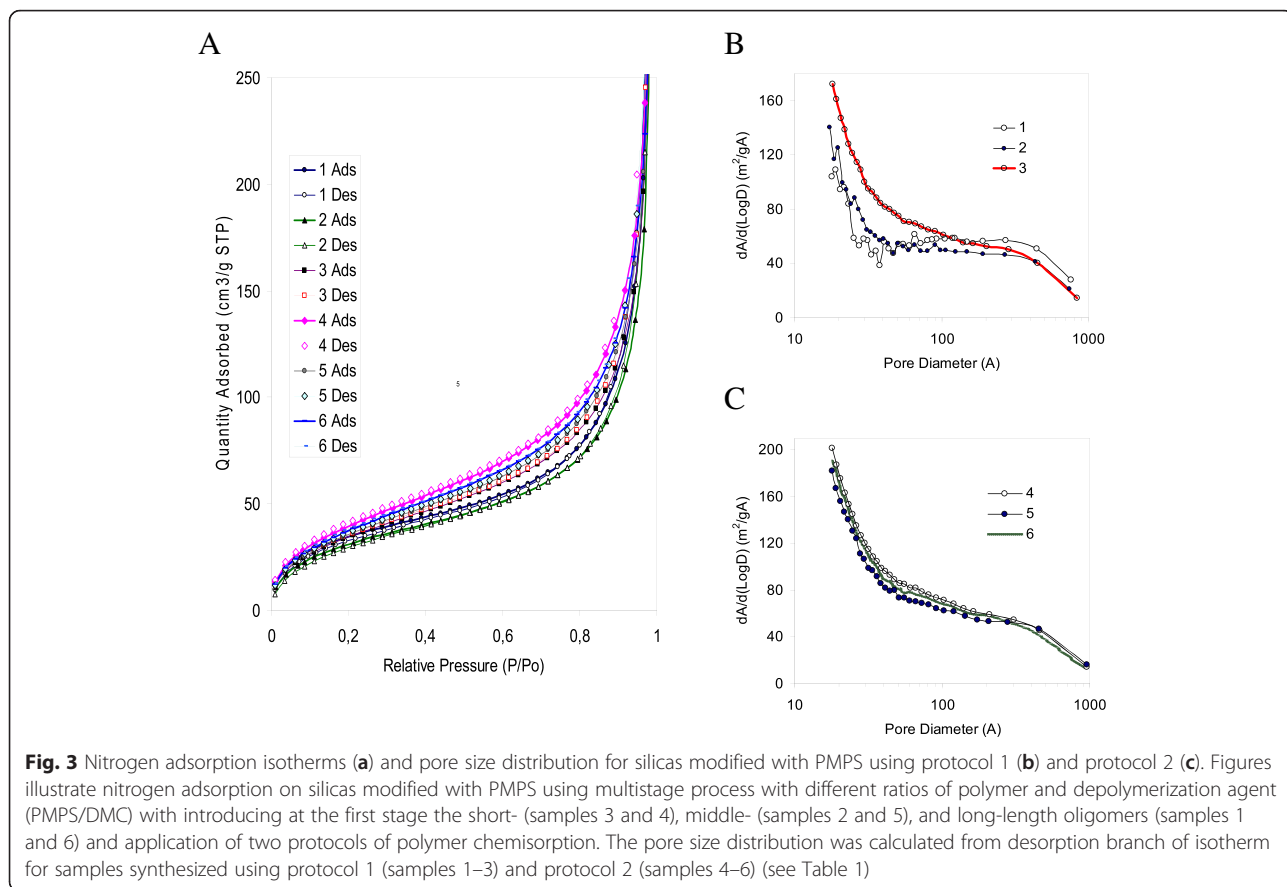 A
250
200
150
100
50
0
Quantity Adsorbed (cm3/g STP)
1 Ads
1 Des
2 Ads
2 Des
3 Ads
3 Des
4 Ads
4 Des
5 Ads
5 Des
6 Ads
6 Des
5
0 0,2 0,4 0,6 0,8 1
Relative Pressure (P/Po)
B
160
120
80
40
0
dA/d(LogD) (m²/gA)
1
2
3
10 100 1000
Pore Diameter (A)
C
200
160
120
80
40
0
dA/d(LogD) (m²/gA)
4
5
6
10 100 1000
Pore Diameter (A)
Fig. 3 Nitrogen adsorption isotherms (a) and pore size distribution for silicas modified with PMPS using protocol 1 (b) and protocol 2 (c). Figures
illustrate nitrogen adsorption on silicas modified with PMPS using multistage process with different ratios of polymer and depolymerization agent
(PMPS/DMC) with introducing at the first stage the short- (samples 3 and 4), middle- (samples 2 and 5), and long-length oligomers (samples 1
and 6) and application of two protocols of polymer chemisorption. The pore size distribution was calculated from desorption branch of isotherm
for samples synthesized using protocol 1 (samples 1–3) and protocol 2 (samples 4–6) (see Table 1)